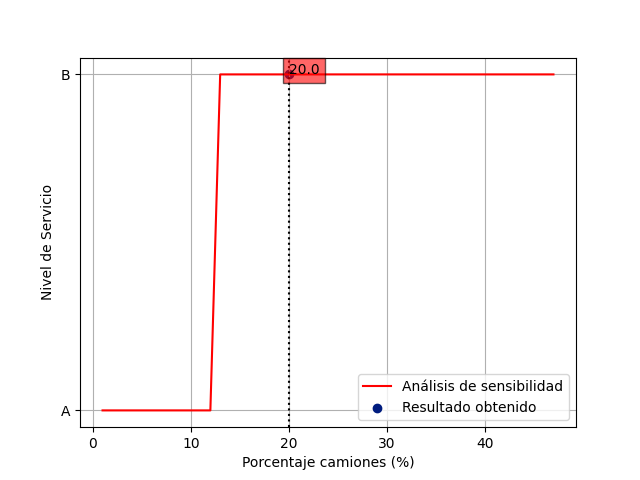 20.0
B
Nivel de Servicio
A
Análisis de sensibilidad
Resultado obtenido
0 10 20 30 40
Porcentaje camiones (%)